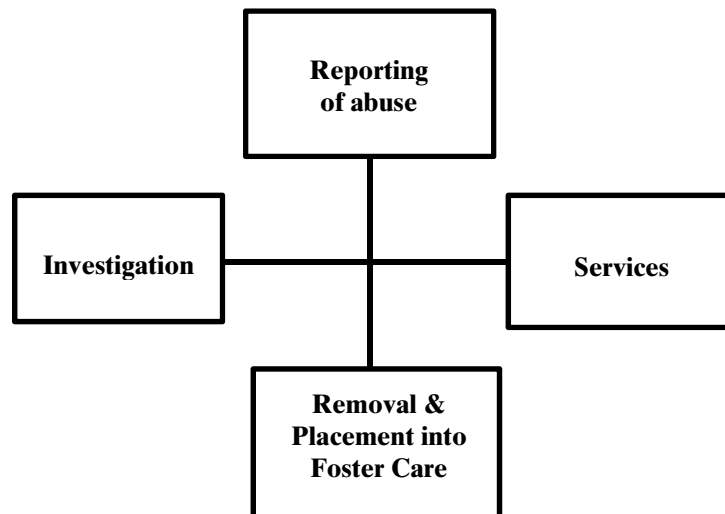 Reporting
of abuse
Investigation
Services
Removal &
Placement into
Foster Care